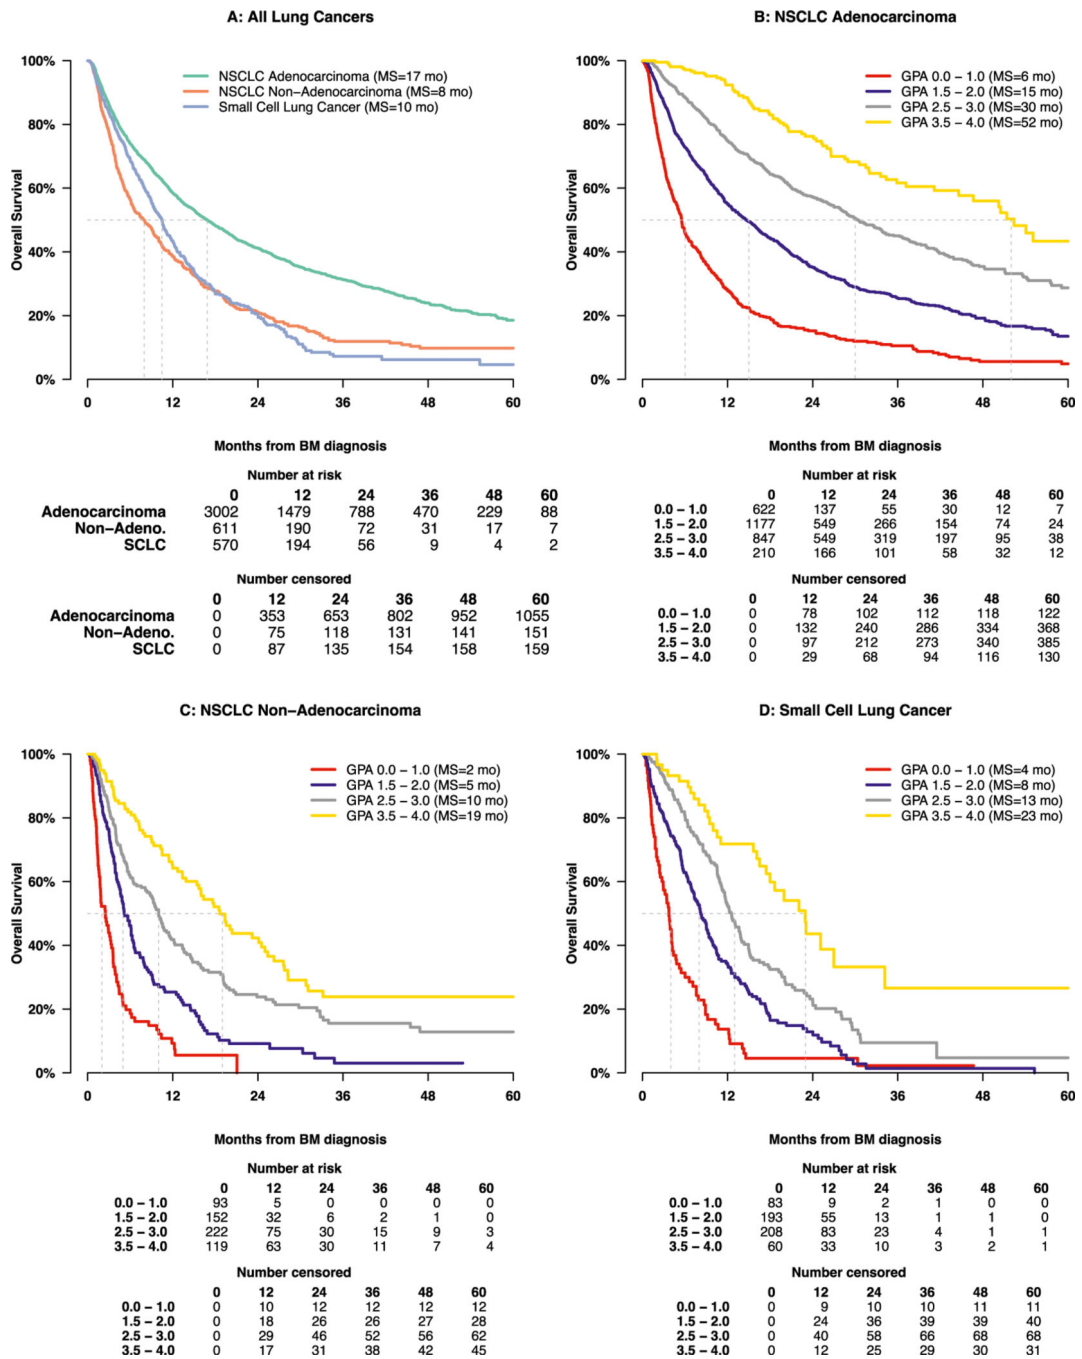 A: All Lung Cancers
100%
80%
60%
40%
20%
0%
Overall Survival
NSCLC Adenocarcinoma (MS=17 mo)
NSCLC Non–Adenocarcinoma (MS=8 mo)
Small Cell Lung Cancer (MS=10 mo)
0 12 24 36 48 60
Months from BM diagnosis
Number at risk
0 12 24 36 48 60
Adenocarcinoma 3002 1479 788 470 229 88
Non–Adeno. 611 190 72 31 17 7
SCLC 570 194 56 9 4 2
Number censored
0 12 24 36 48 60
Adenocarcinoma 0 353 653 802 952 1055
Non–Adeno. 0 75 118 131 141 151
SCLC 0 87 135 154 158 159
B: NSCLC Adenocarcinoma
100%
80%
60%
40%
20%
0%
Overall Survival
GPA 0.0 – 1.0 (MS=6 mo)
GPA 1.5 – 2.0 (MS=15 mo)
GPA 2.5 – 3.0 (MS=30 mo)
GPA 3.5 – 4.0 (MS=52 mo)
0 12 24 36 48 60
Months from BM diagnosis
Number at risk
0 12 24 36 48 60
0.0 – 1.0 622 137 55 30 12 7
1.5 – 2.0 1177 549 266 154 74 24
2.5 – 3.0 847 549 319 197 95 38
3.5 – 4.0 210 166 101 58 32 12
Number censored
0 12 24 36 48 60
0.0 – 1.0 0 78 102 112 118 122
1.5 – 2.0 0 132 240 286 334 368
2.5 – 3.0 0 97 212 273 340 385
3.5 – 4.0 0 29 68 94 116 130
C: NSCLC Non–Adenocarcinoma
100%
80%
60%
40%
20%
0%
Overall Survival
GPA 0.0 – 1.0 (MS=2 mo)
GPA 1.5 – 2.0 (MS=5 mo)
GPA 2.5 – 3.0 (MS=10 mo)
GPA 3.5 – 4.0 (MS=19 mo)
0 12 24 36 48 60
Months from BM diagnosis
Number at risk
0 12 24 36 48 60
0.0 – 1.0 93 5 0 0 0 0
1.5 – 2.0 152 32 6 2 1 0
2.5 – 3.0 222 75 30 15 9 3
3.5 – 4.0 119 63 30 11 7 4
Number censored
0 12 24 36 48 60
0.0 – 1.0 0 10 12 12 12 12
1.5 – 2.0 0 18 26 26 27 28
2.5 – 3.0 0 29 46 52 56 62
3.5 – 4.0 0 17 31 38 42 45
D: Small Cell Lung Cancer
100%
80%
60%
40%
20%
0%
Overall Survival
GPA 0.0 – 1.0 (MS=4 mo)
GPA 1.5 – 2.0 (MS=8 mo)
GPA 2.5 – 3.0 (MS=13 mo)
GPA 3.5 – 4.0 (MS=23 mo)
0 12 24 36 48 60
Months from BM diagnosis
Number at risk
0 12 24 36 48 60
0.0 – 1.0 83 9 2 1 0 0
1.5 – 2.0 193 55 13 1 1 0
2.5 – 3.0 208 83 23 4 1 1
3.5 – 4.0 60 33 10 3 2 1
Number censored
0 12 24 36 48 60
0.0 – 1.0 0 9 10 10 11 11
1.5 – 2.0 0 24 36 39 39 40
2.5 – 3.0 0 40 58 66 68 68
3.5 – 4.0 0 12 25 29 30 31